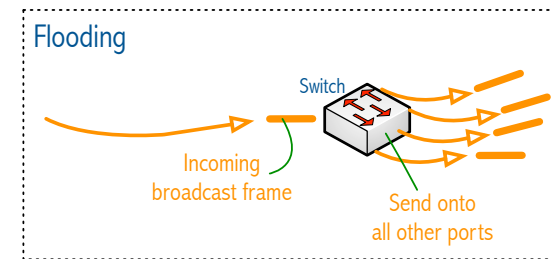 Flooding
Switch
Incoming
broadcast frame
Send onto
all other ports